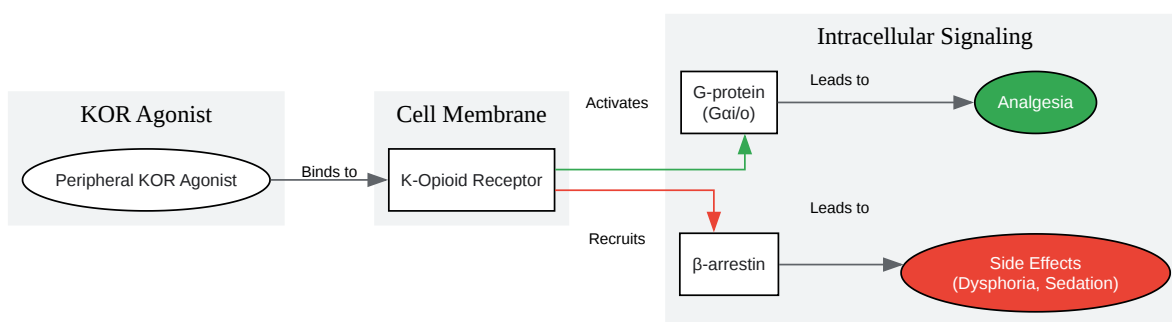 KOR Agonist
Peripheral KOR Agonist
Binds to
Cell Membrane
K-Opioid Receptor
Activates
Recruits
Intracellular Signaling
G-protein
(Gαi/o)
Leads to
Analgesia
β-arrestin
Leads to
Side Effects
(Dysphoria, Sedation)